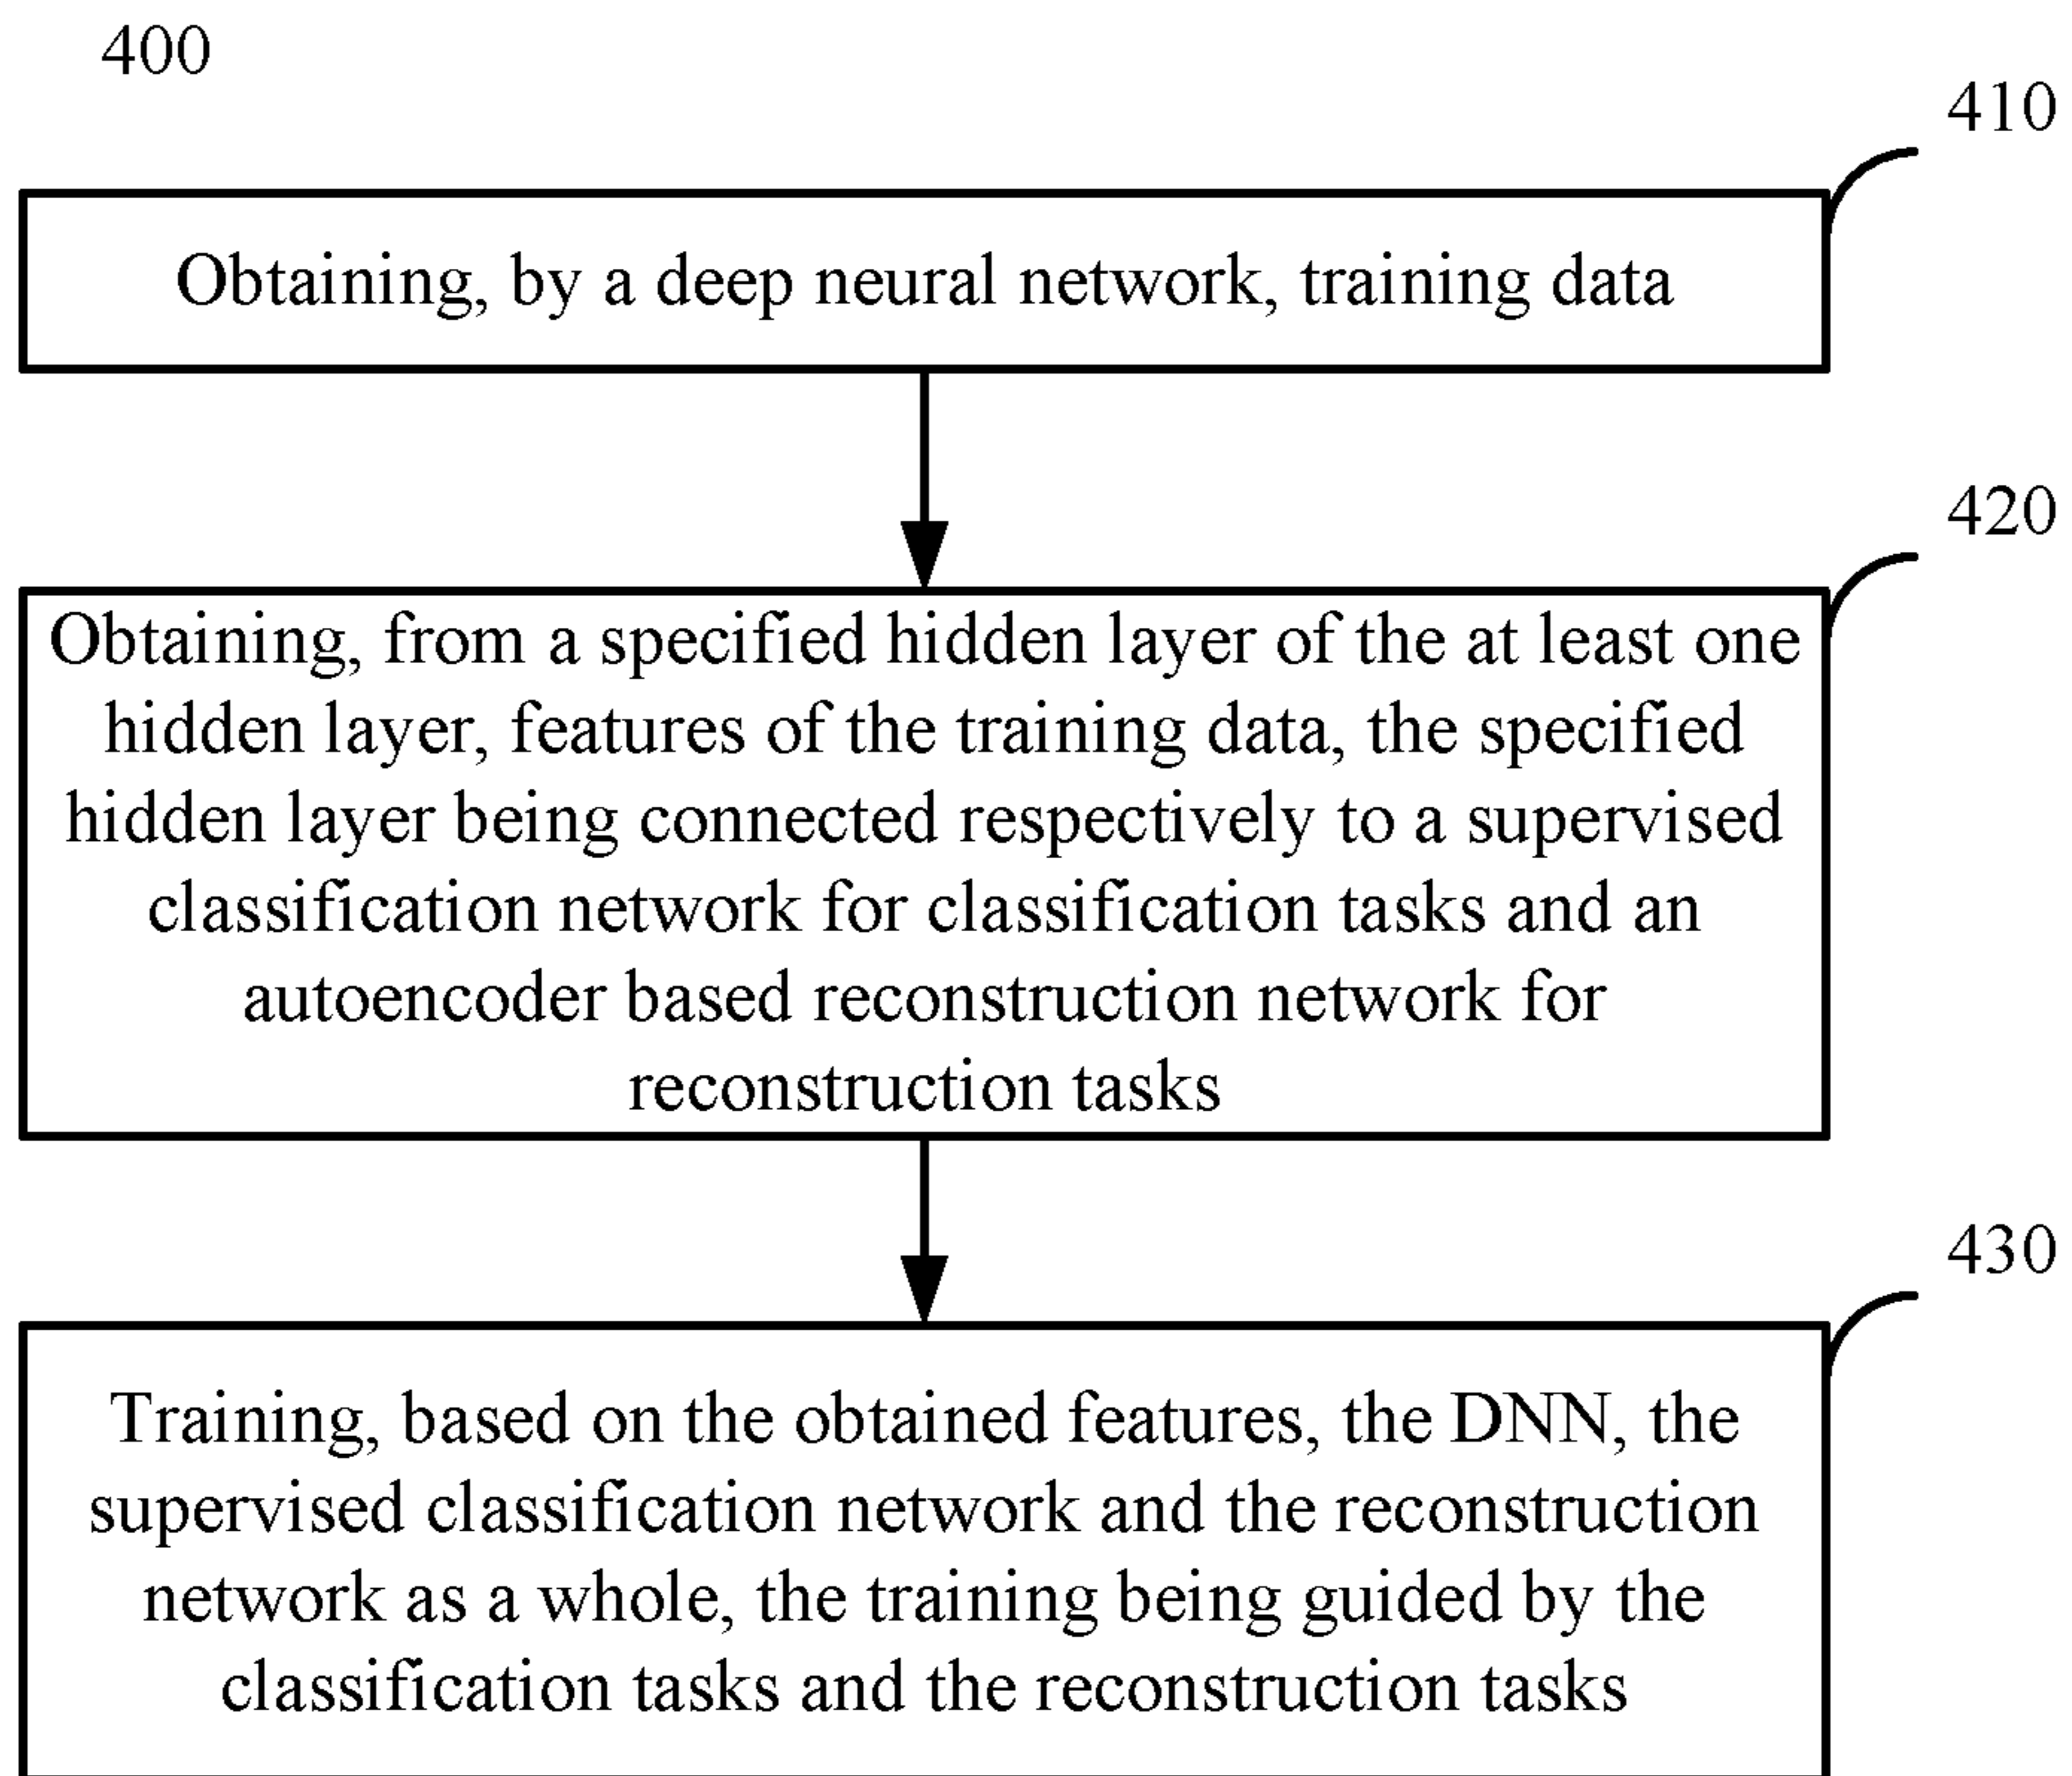 400
410
Obtaining, by a deep neural network, training data
420
Obtaining, from a specified hidden layer of the at least one
hidden layer, features of the training data, the specified
hidden layer being connected respectively to a supervised
classification network for classification tasks and an
autoencoder based reconstruction network for
reconstruction tasks
430
Training, based on the obtained features, the DNN, the
supervised classification network and the reconstruction
network as a whole, the training being guided by the
classification tasks and the reconstruction tasks